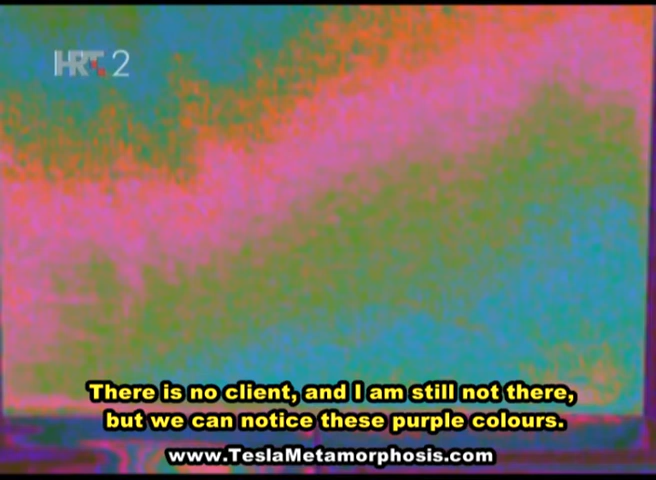 HRT 2
There is no client, and I am still not there,
but we can notice these purple colours.
www.TeslaMetamorphosis.com